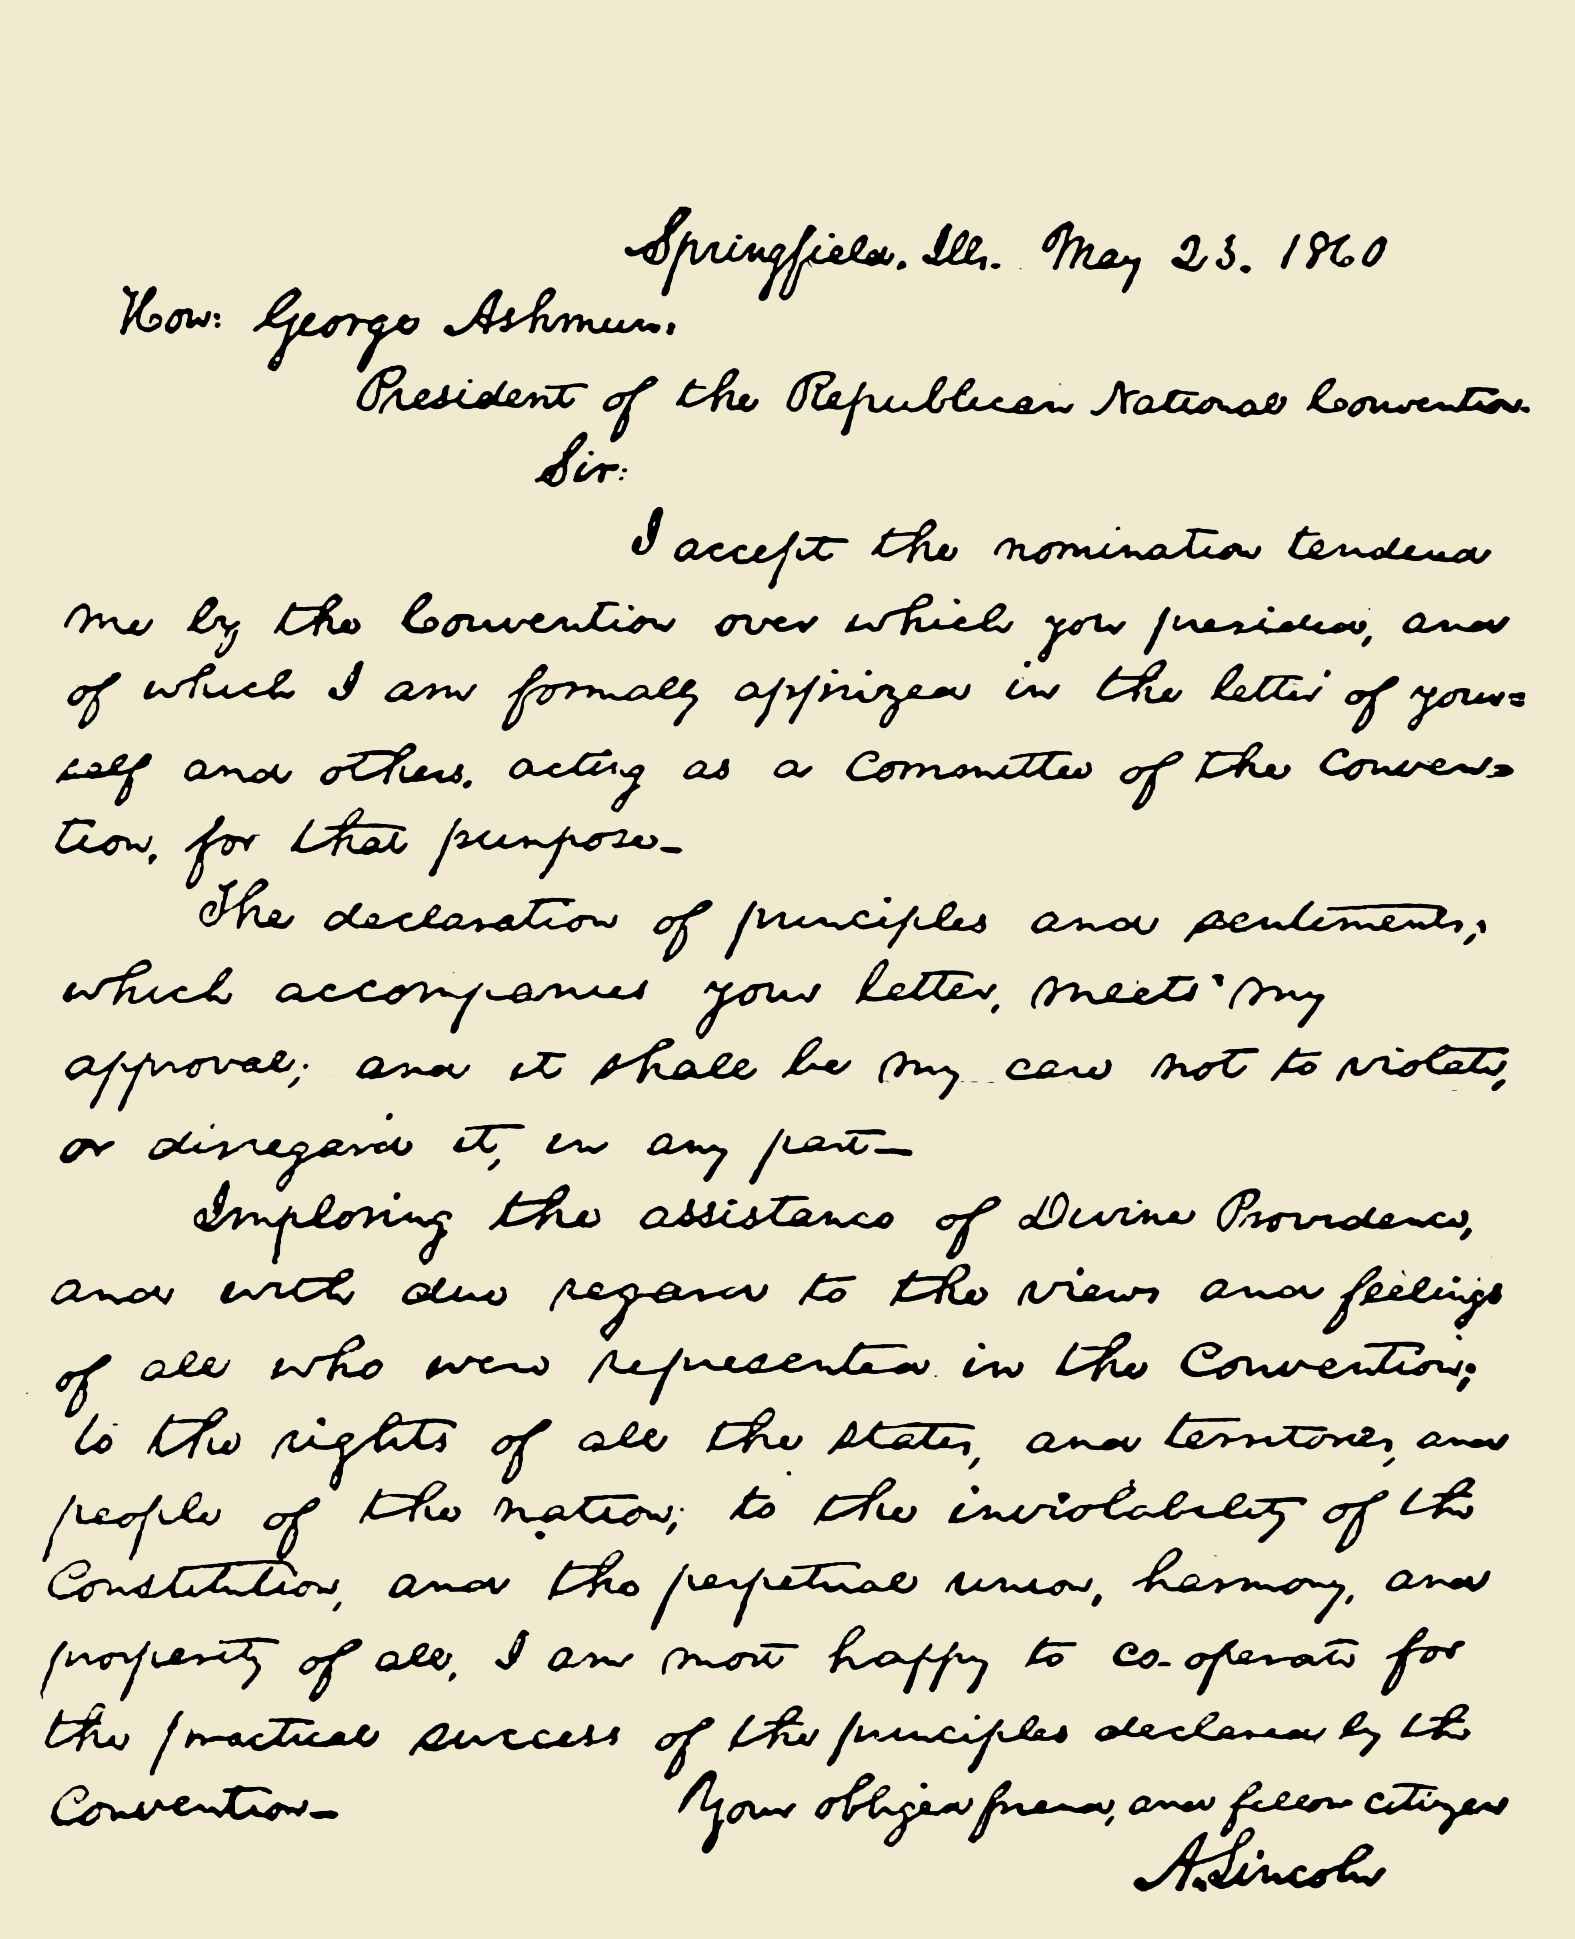 Springfield, Ills. May 23. 1860
Hon: George Ashmun.
President of the Republican National Convention.
Sir:
I accept the nomination tendered
me by the Convention over which you presided, and
of which I am formally apprized in the letter of your=
self and others, acting as a Committee of the Conven=
tion, for that purpose—
The declaration of principles and sentiments,
which accompanies your letter, meets my
approval; and it shall be my care not to violate,
or disregard it, in any part—
Imploring the assistance of Divine Providence,
and with due regard to the views and feelings
of all who were represented in the Convention;
to the rights of all the states, and territories, and
people of the nation; to the inviolability of the
Constitution, and the perpetual union, harmony, and
prosperity of all, I am most happy to co-operate for
the practical success of the principles declared by the
Convention—
Your obliged friend, and fellow citizen
A. Lincoln